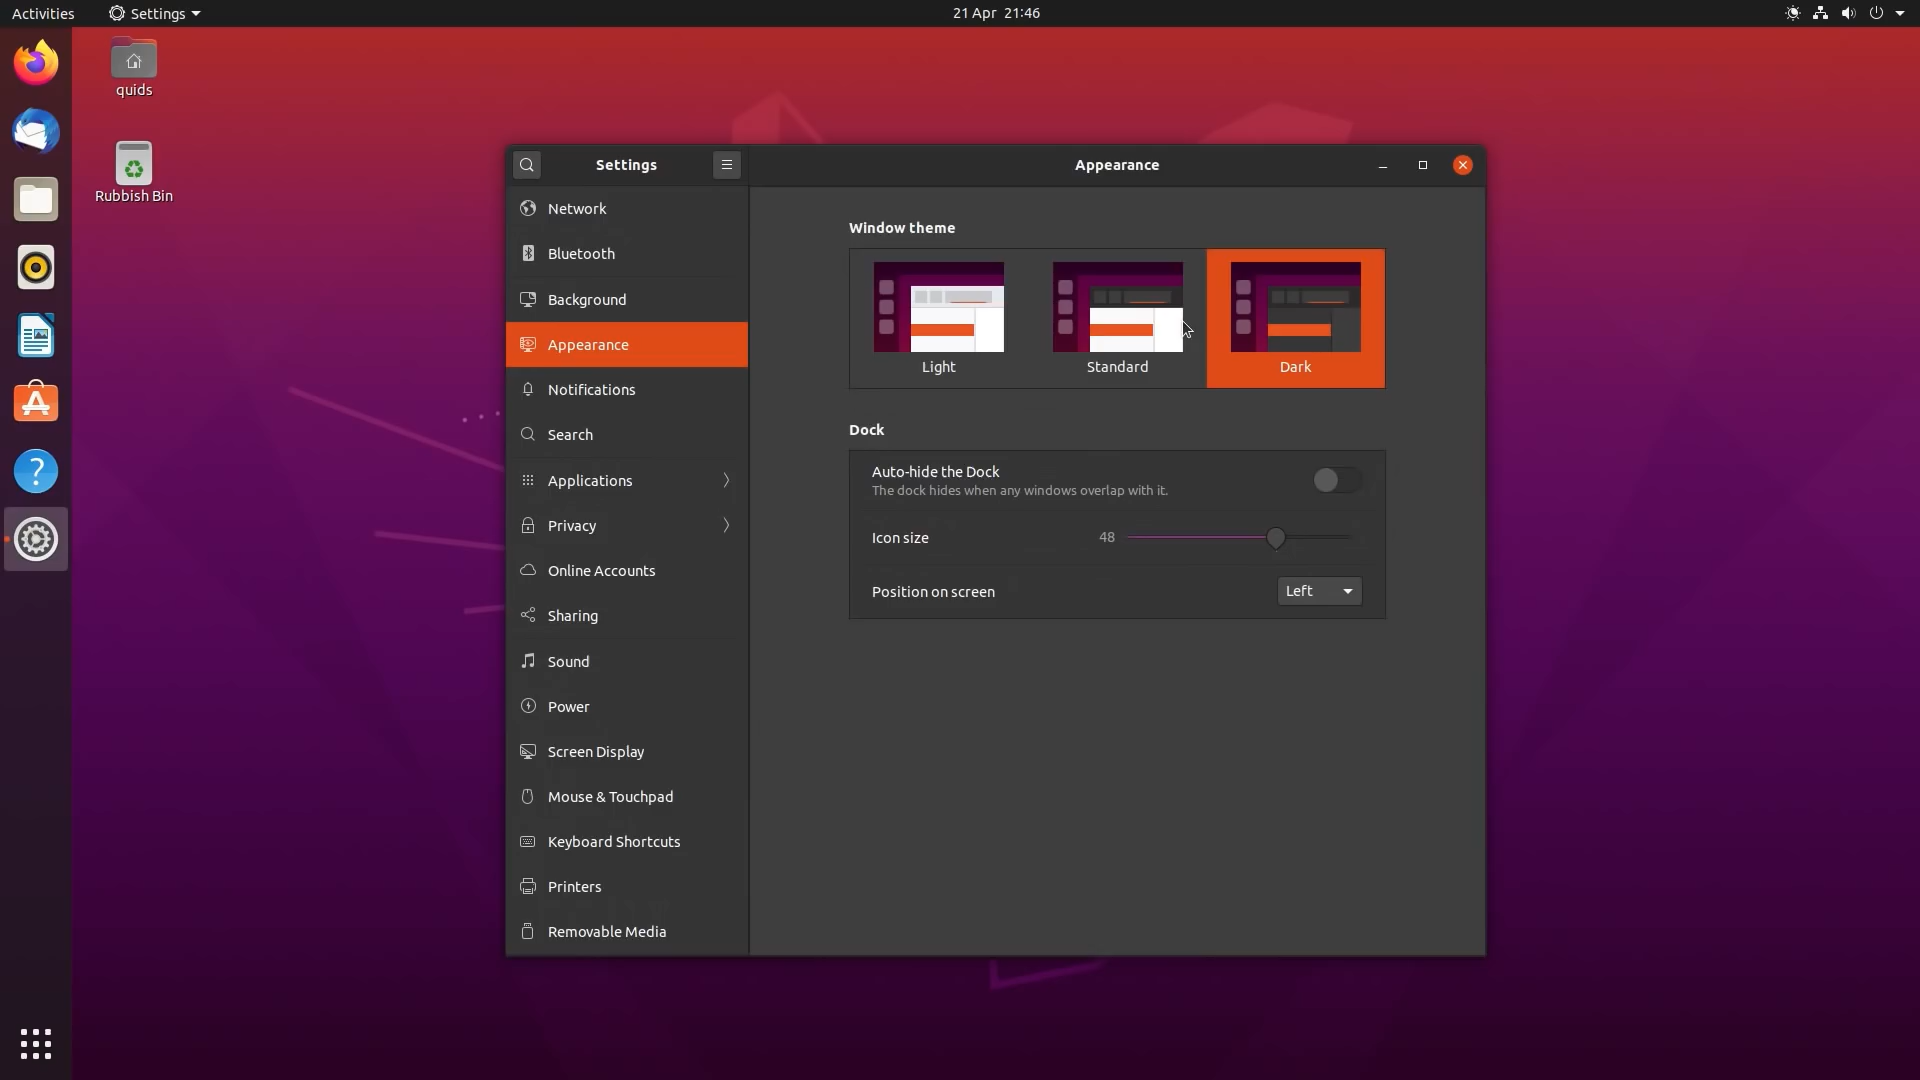 Activities
Settings
21 Apr 21:46
quids
Rubbish Bin
Settings
Appearance
Network
Bluetooth
Background
Appearance
Notifications
Search
Applications
Privacy
Online Accounts
Sharing
Sound
Power
Screen Display
Mouse & Touchpad
Keyboard Shortcuts
Printers
Removable Media
Window theme
Light
Standard
Dark
Dock
Auto-hide the Dock
The dock hides when any windows overlap with it.
Icon size
48
Position on screen
Left